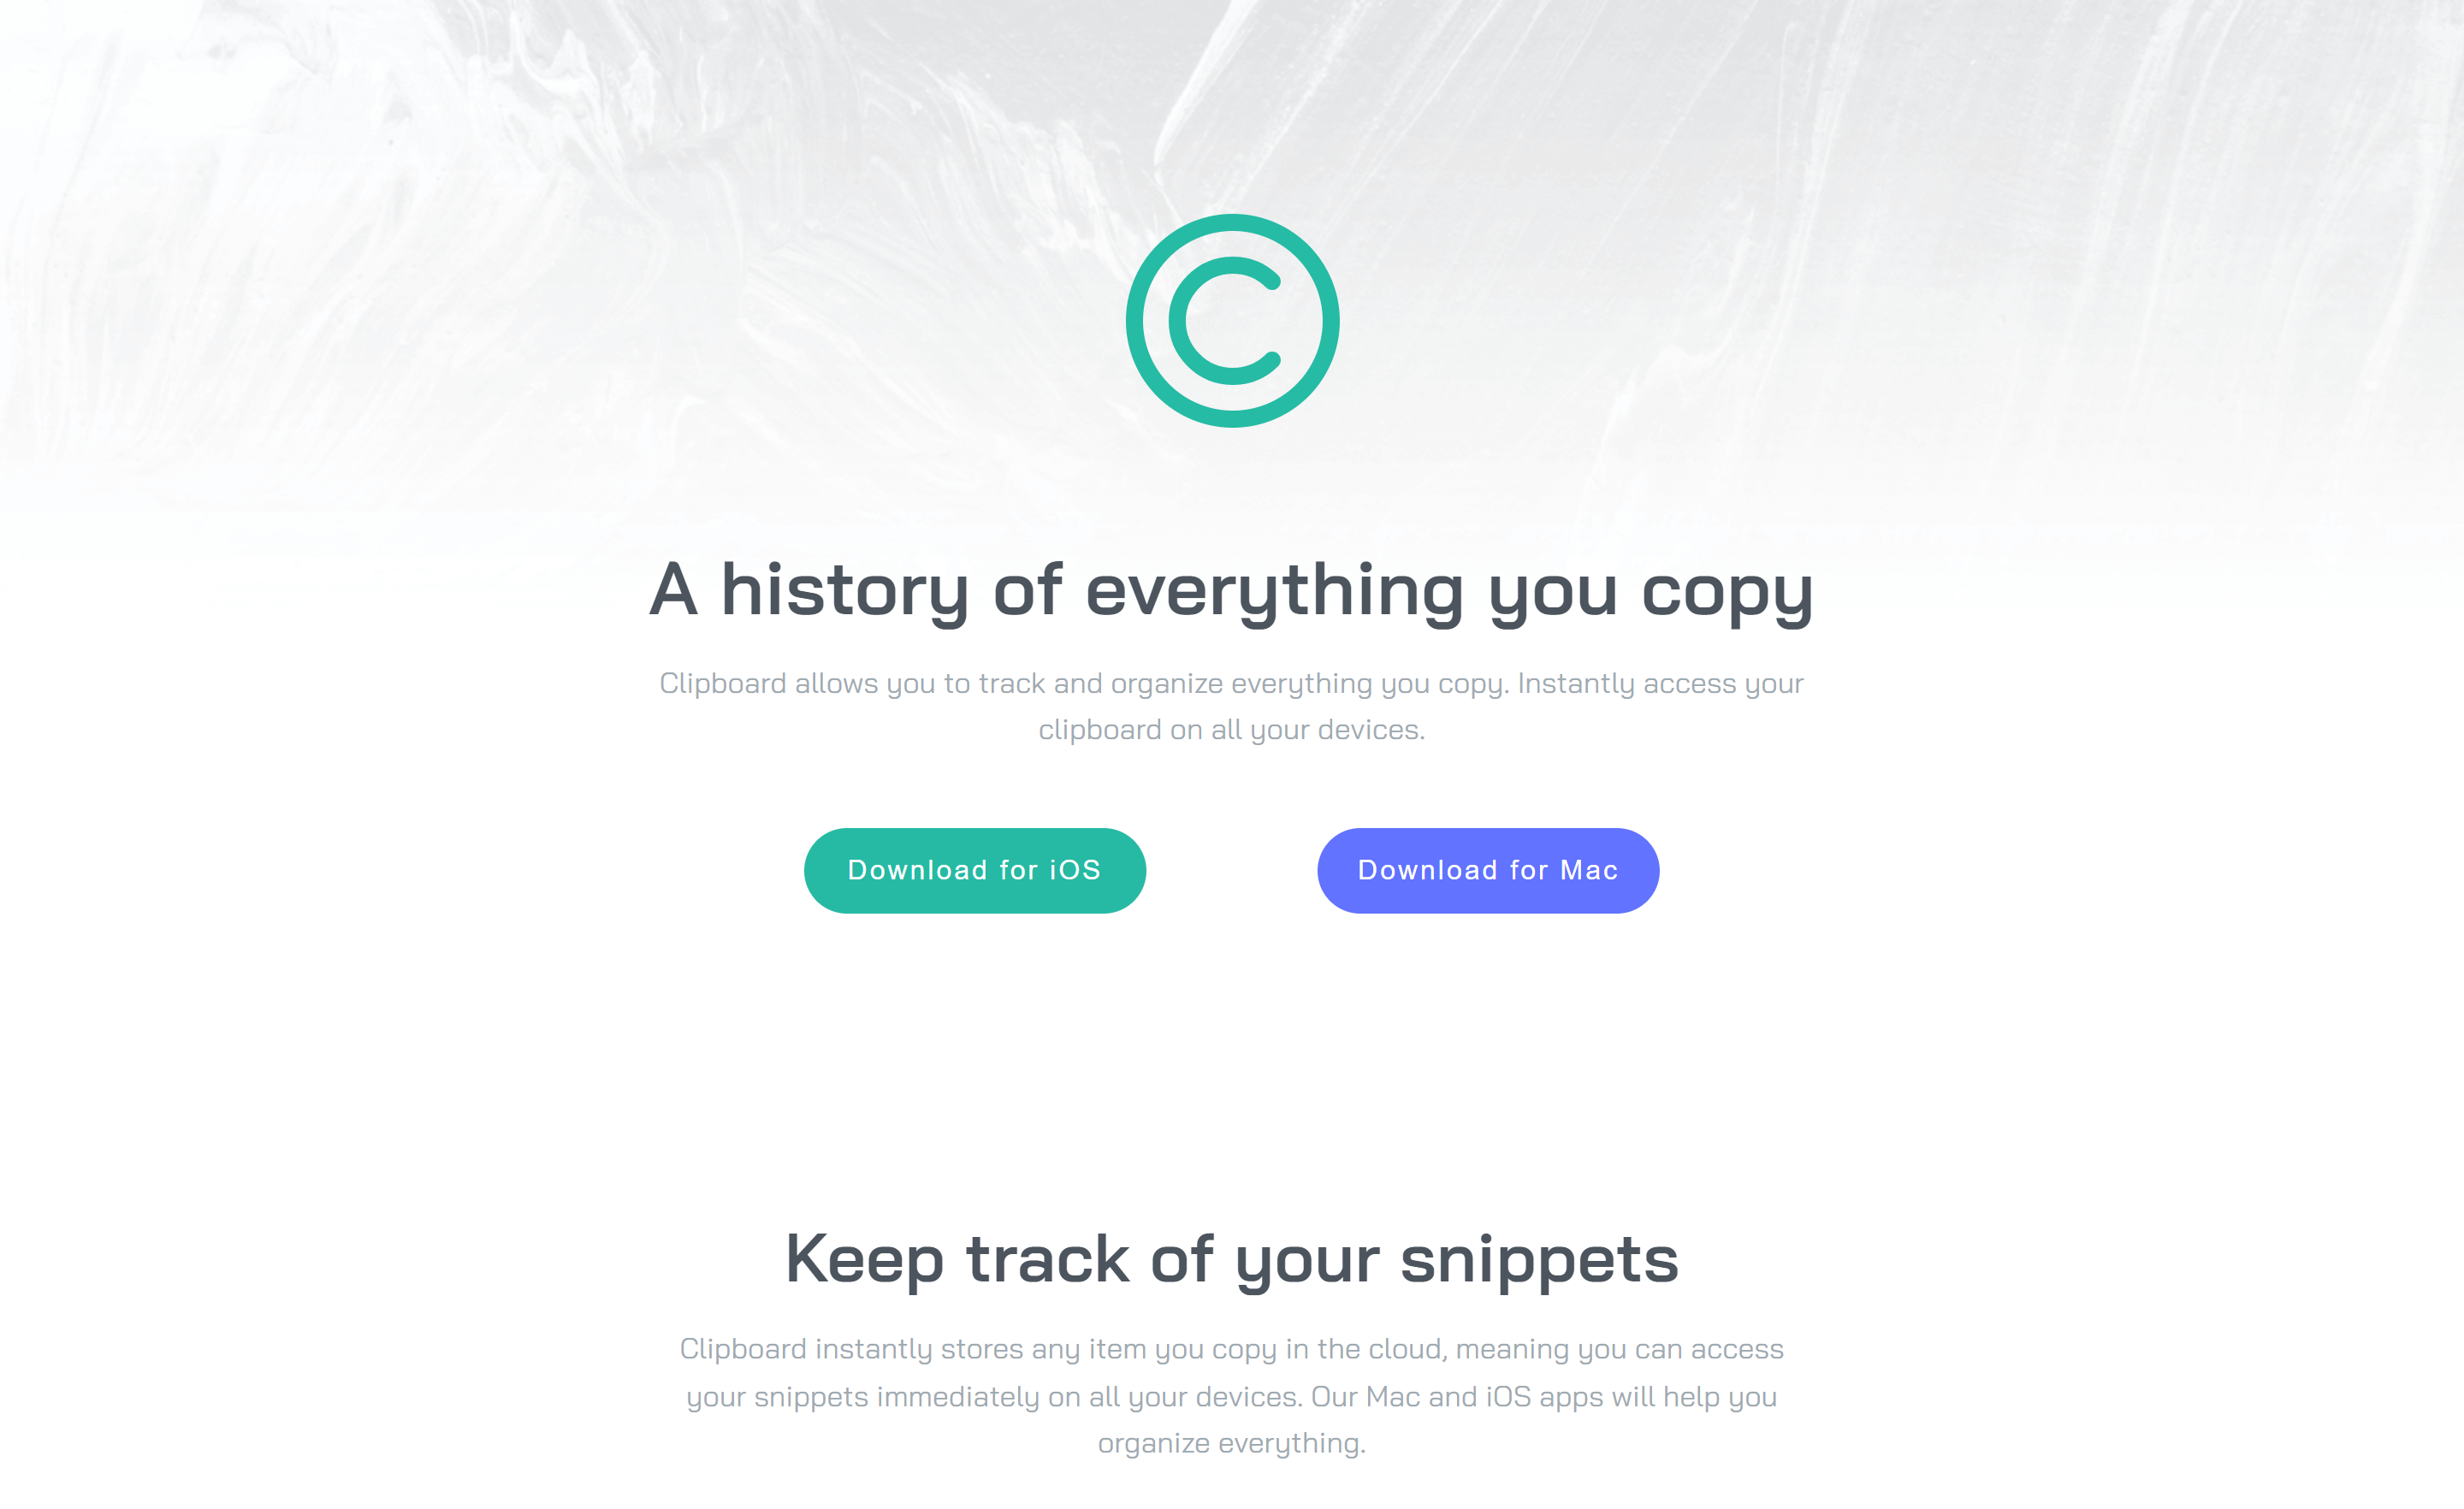 A history of everything you copy
Clipboard allows you to track and organize everything you copy. Instantly access your
clipboard on all your devices.
Download for iOS
Download for Mac
Keep track of your snippets
Clipboard instantly stores any item you copy in the cloud, meaning you can access
your snippets immediately on all your devices. Our Mac and iOS apps will help you
organize everything.